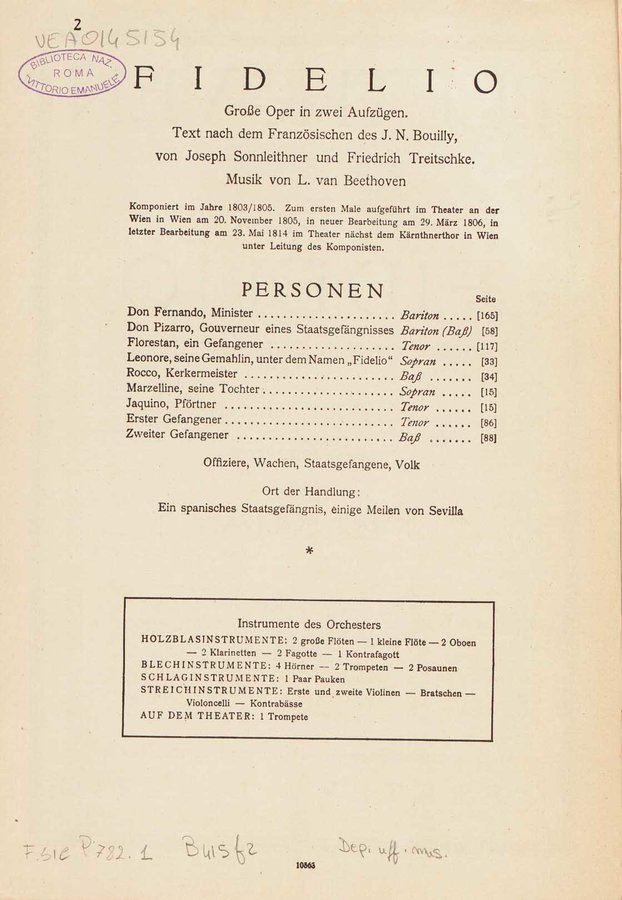 2
VEA0145154
BIBLIOTECA NAZ.
ROMA
"VITTORIO EMANUELE"
FIDELIO
Große Oper in zwei Aufzügen.
Text nach dem Französischen des J. N. Bouilly,
von Joseph Sonnleithner und Friedrich Treitschke.
Musik von L. van Beethoven
Komponiert im Jahre 1803/1805. Zum ersten Male aufgeführt im Theater an der
Wien in Wien am 20. November 1805, in neuer Bearbeitung am 29. März 1806, in
letzter Bearbeitung am 23. Mai 1814 im Theater nächst dem Kärnthnerthor in Wien
unter Leitung des Komponisten.
PERSONEN
Seite
Don Fernando, Minister . . . . . . . . . . . . . . . . . . . . . . Bariton . . . . . [165]
Don Pizarro, Gouverneur eines Staatsgefängnisses Bariton (Baß) [58]
Florestan, ein Gefangener . . . . . . . . . . . . . . . . . . . . Tenor . . . . . . [117]
Leonore, seine Gemahlin, unter dem Namen „Fidelio“ Sopran . . . . . [33]
Rocco, Kerkermeister . . . . . . . . . . . . . . . . . . . . . . . . Baß . . . . . . . [34]
Marzelline, seine Tochter . . . . . . . . . . . . . . . . . . . . . Sopran . . . . . [15]
Jaquino, Pförtner . . . . . . . . . . . . . . . . . . . . . . . . . . Tenor . . . . . . [15]
Erster Gefangener . . . . . . . . . . . . . . . . . . . . . . . . . . Tenor . . . . . . [86]
Zweiter Gefangener . . . . . . . . . . . . . . . . . . . . . . . . Baß . . . . . . . [88]
Offiziere, Wachen, Staatsgefangene, Volk
Ort der Handlung:
Ein spanisches Staatsgefängnis, einige Meilen von Sevilla
*
Instrumente des Orchesters
HOLZBLASINSTRUMENTE: 2 große Flöten — 1 kleine Flöte — 2 Oboen
— 2 Klarinetten — 2 Fagotte — 1 Kontrafagott
BLECHINSTRUMENTE: 4 Hörner — 2 Trompeten — 2 Posaunen
SCHLAGINSTRUMENTE: 1 Paar Pauken
STREICHINSTRUMENTE: Erste und zweite Violinen — Bratschen —
Violoncelli — Kontrabässe
AUF DEM THEATER: 1 Trompete
P 782. 1 B415f2 Dep. uff. mus.
10363